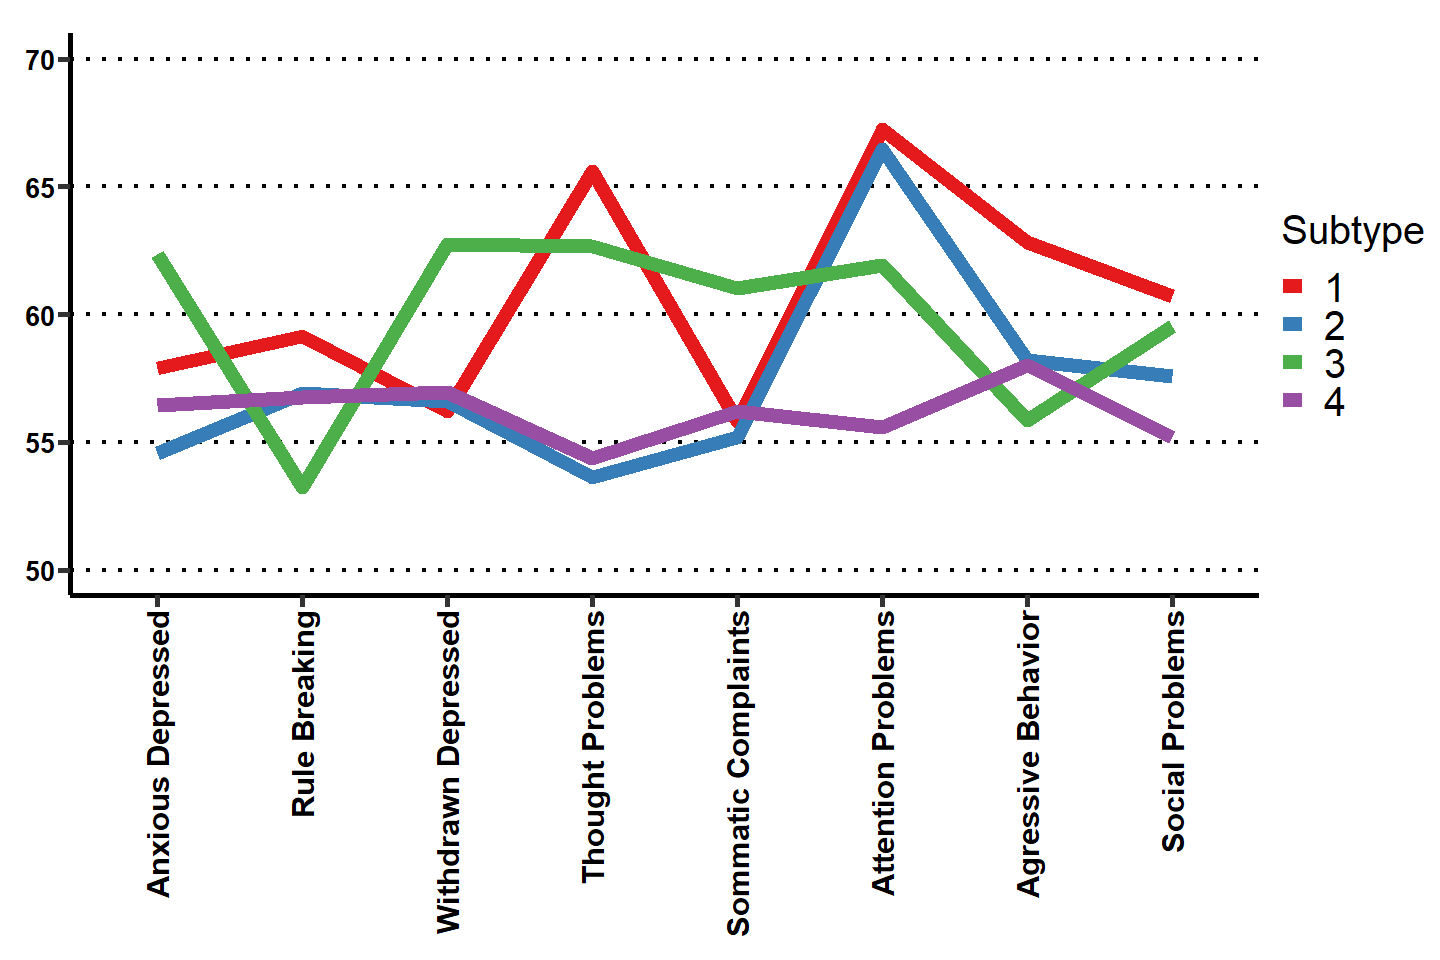 70
65
60
55
50
Anxious Depressed
Rule Breaking
Withdrawn Depressed
Thought Problems
Sommatic Complaints
Attention Problems
Agressive Behavior
Social Problems
Subtype
1
2
3
4